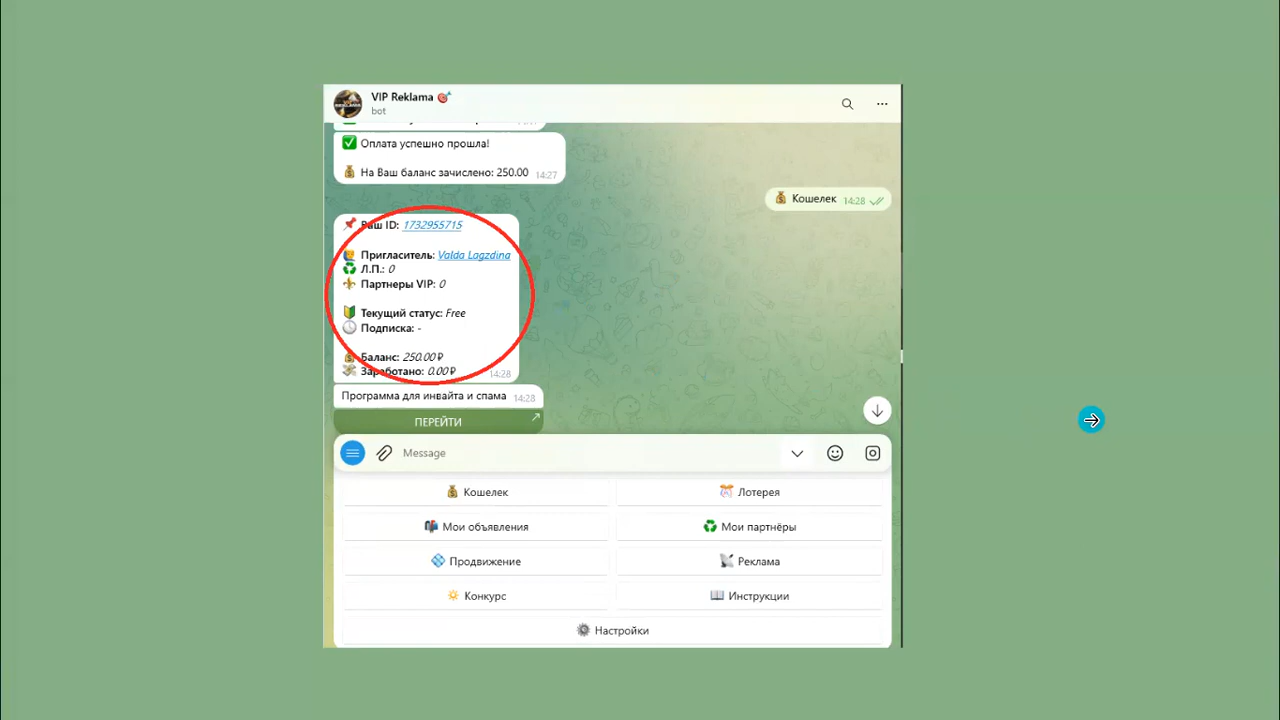 VIP Reklama
bot
Оплата успешно прошла!
На Ваш баланс зачислено: 250.00 14:27
Кошелек 14:28
Ваш ID: 1732955715
Пригласитель: Valda Lagzdina
Л.П.: 0
Партнеры VIP: 0
Текущий статус: Free
Подписка: -
Баланс: 250.00 ₽
Заработано: 0.00 ₽ 14:28
Программа для инвайта и спама 14:28
ПЕРЕЙТИ
Message
Кошелек
Лотерея
Мои объявления
Мои партнёры
Продвижение
Реклама
Конкурс
Инструкции
Настройки